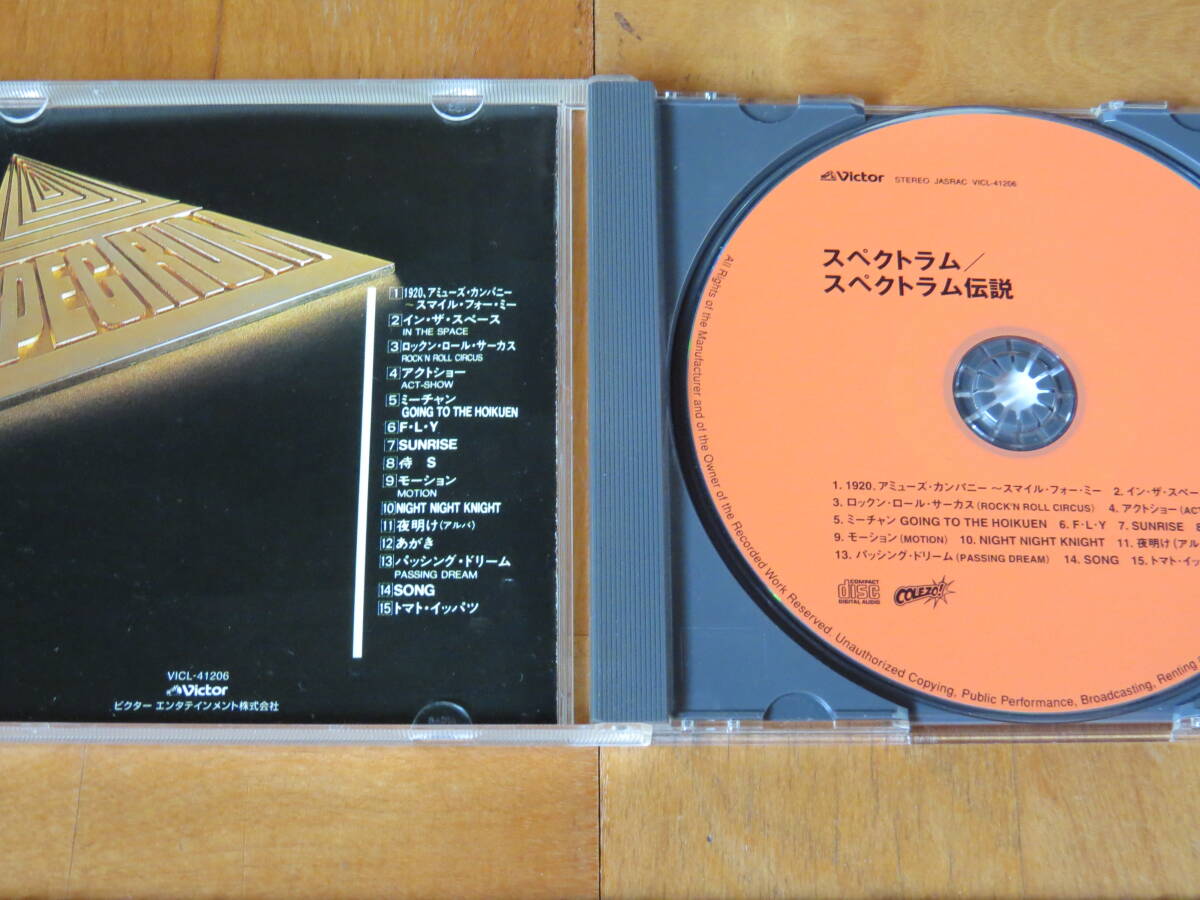 SPECTRUM
1 1920、アミューズ・カンパニー
～スマイル・フォー・ミー
2 イン・ザ・スペース
IN THE SPACE
3 ロックン・ロール・サーカス
ROCK'N ROLL CIRCUS
4 アクトショー
ACT-SHOW
5 ミーチャン
GOING TO THE HOIKUEN
6 F・L・Y
7 SUNRISE
8 侍 S
9 モーション
MOTION
10 NIGHT NIGHT KNIGHT
11 夜明け(アルバ)
12 あがき
13 パッシング・ドリーム
PASSING DREAM
14 SONG
15 トマト・イッパツ
VICL-41206
Victor
ビクター エンタテインメント株式会社
Victor STEREO JASRAC VICL-41206
スペクトラム/
スペクトラム伝説
1. 1920、アミューズ・カンパニー ～スマイル・フォー・ミー 2. イン・ザ・スペー
3. ロックン・ロール・サーカス(ROCK'N ROLL CIRCUS) 4. アクトショー(AC
5. ミーチャン GOING TO THE HOIKUEN 6. F・L・Y 7. SUNRISE 8
9. モーション(MOTION) 10. NIGHT NIGHT KNIGHT 11. 夜明け(アル
13. パッシング・ドリーム(PASSING DREAM) 14. SONG 15. トマト・イッ
COMPACT
disc
DIGITAL AUDIO
COLEZO!
All Rights of the Manufacturer and of the Owner of the Recorded Work Reserved. Unauthorized Copying, Public Performance, Broadcasting, Renting